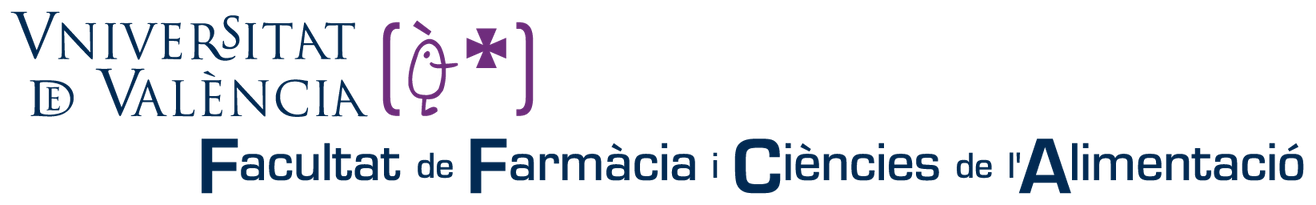 VNIVERSITAT
DE VALÈNCIA
Facultat de Farmàcia i Ciències de l'Alimentació